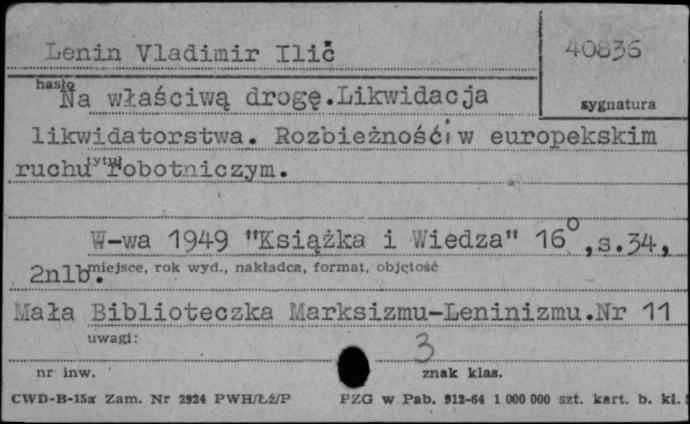 Lenin Vladimir Ilič
40836
hasło
sygnatura
Na właściwą drogę.Likwidacja
likwidatorstwa. Rozbieżność w europekskim
tytuł
ruchu robotniczym.
W-wa 1949 "Książka i Wiedza" 16°,s.34,
miejsce, rok wyd., nakładca, format, objętość
2nlb.
Mała Biblioteczka Marksizmu-Leninizmu.Nr 11
uwagi:
3
nr inw.
znak klas.
CWD-B-15a Zam. Nr 2924 PWH/Łż/P
PZG w Pab. 912-64 1 000 000 szt. kart. b. kl.